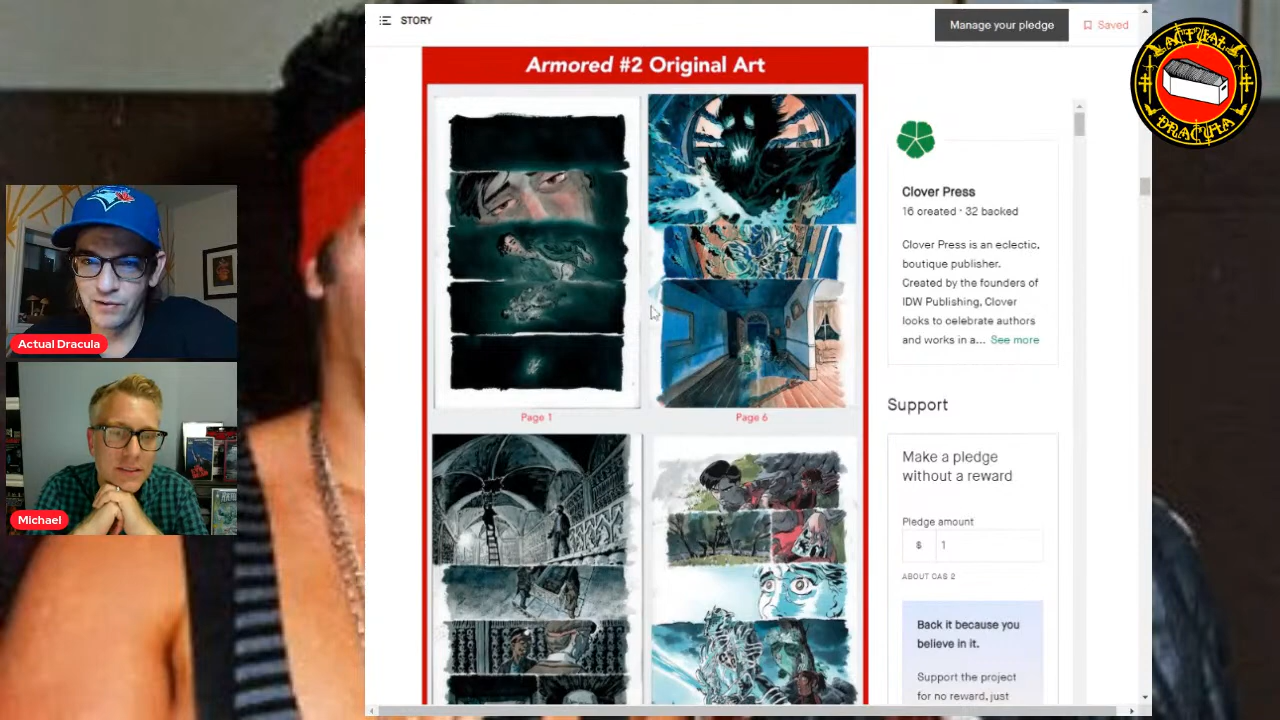 STORY
Manage your pledge
Saved
Armored #2 Original Art
Page 1
Page 6
Clover Press
16 created · 32 backed
Clover Press is an eclectic,
boutique publisher.
Created by the founders of
IDW Publishing, Clover
looks to celebrate authors
and works in a... See more
Support
Make a pledge
without a reward
Pledge amount
$ 1
ABOUT CA$ 2
Back it because you
believe in it.
Support the project
for no reward, just
Actual Dracula
Michael
ACTUAL
DRACULA